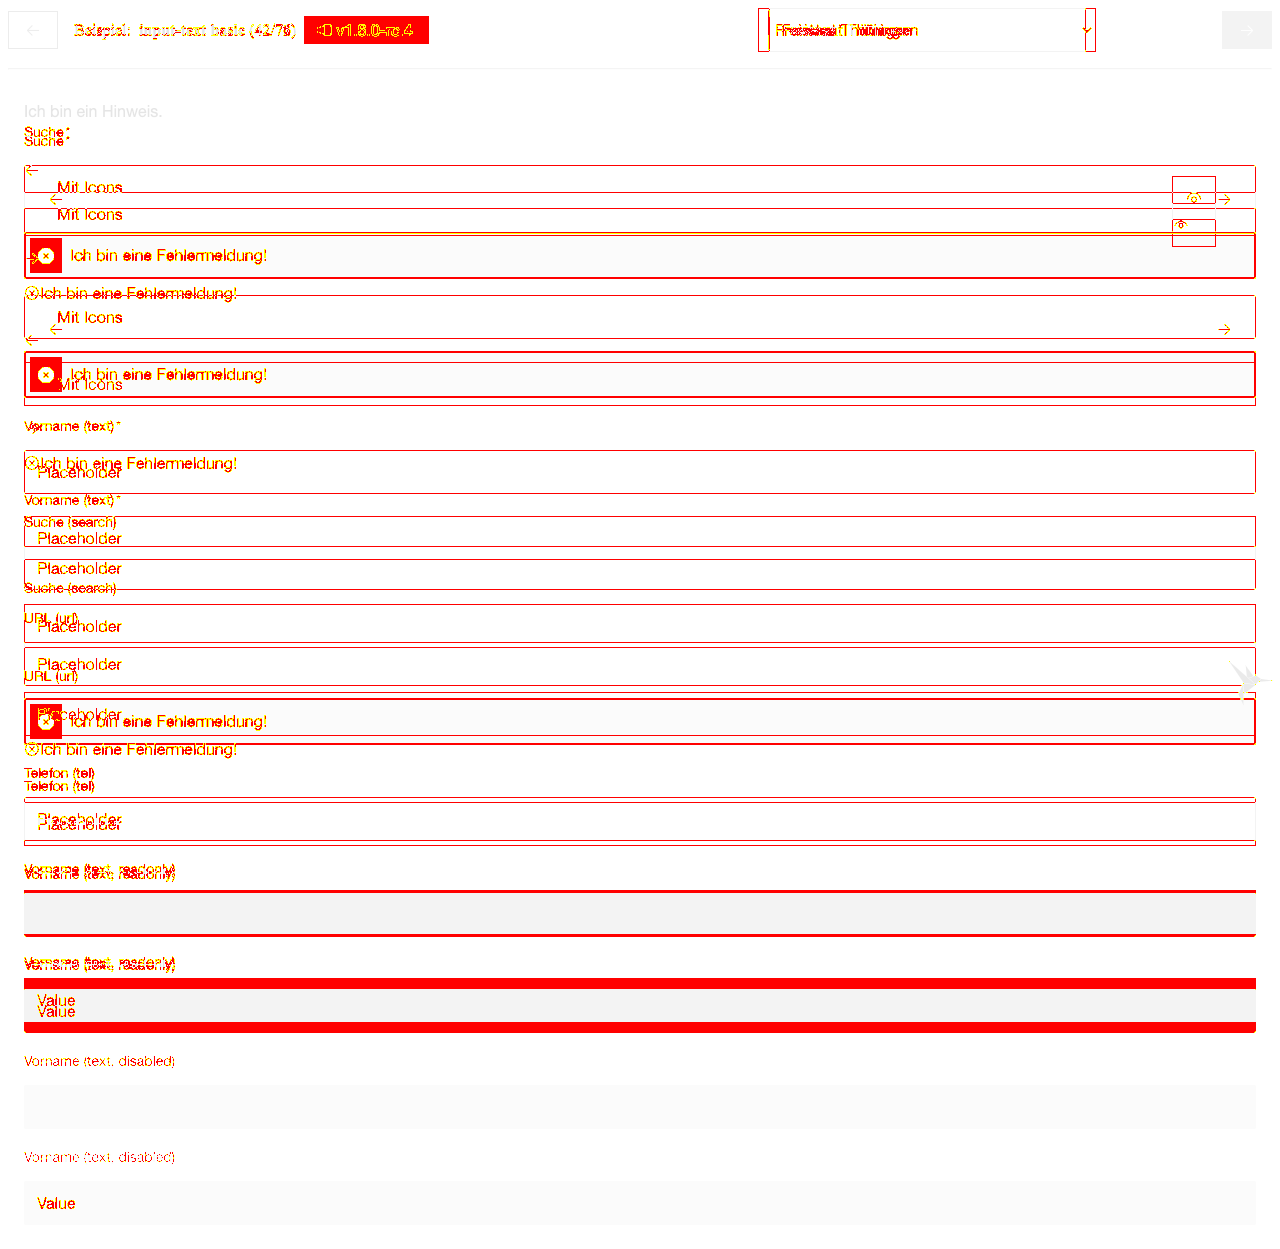 Beispiel: input-text basic (42/76) v1.6.0-rc.4
Ich bin ein Hinweis.
Suche*
Suche*
Mit Icons
Mit Icons
Ich bin eine Fehlermeldung!
Ich bin eine Fehlermeldung!
Mit Icons
Ich bin eine Fehlermeldung!
Mit Icons
Vorname (text)*
Ich bin eine Fehlermeldung!
Placeholder
Vorname (text)*
Suche (search)
Placeholder
Placeholder
Suche (search)
URL (url)
Placeholder
Placeholder
URL (url)
Placeholder
Ich bin eine Fehlermeldung!
Ich bin eine Fehlermeldung!
Telefon (tel)
Telefon (tel)
Placeholder
Placeholder
Vorname (text, readonly)
Vorname (text, readonly)
Vorname (text, readonly)
Value
Value
Vorname (text, disabled)
Vorname (text, disabled)
Value